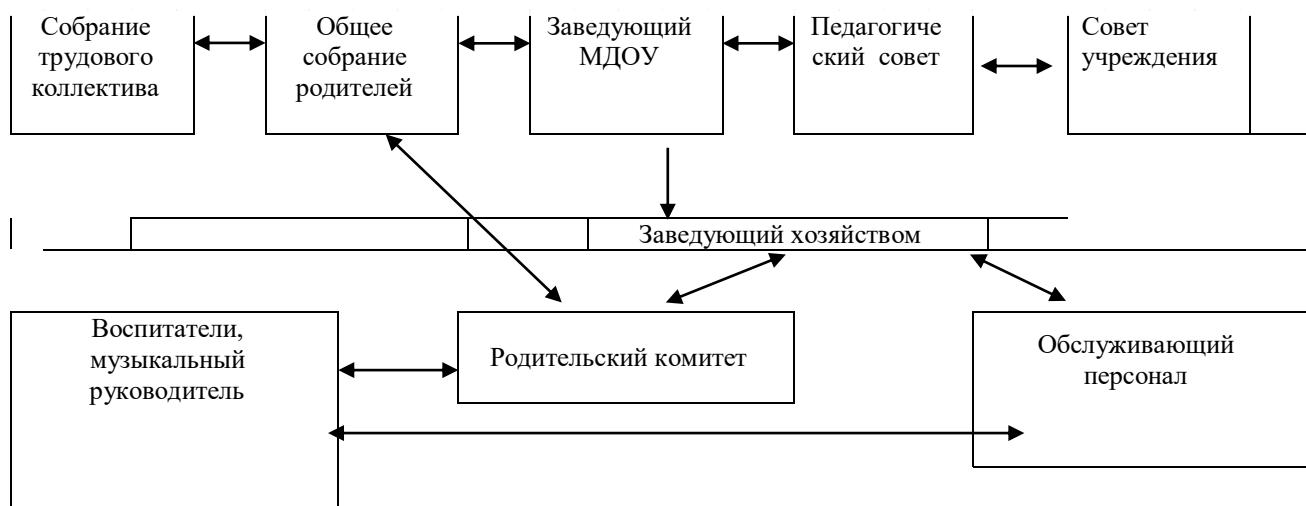 Собрание
трудового
коллектива
Общее
собрание
родителей
Заведующий
МДОУ
Педагогиче
ский совет
Совет
учреждения
Заведующий хозяйством
Воспитатели,
музыкальный
руководитель
Родительский комитет
Обслуживающий
персонал